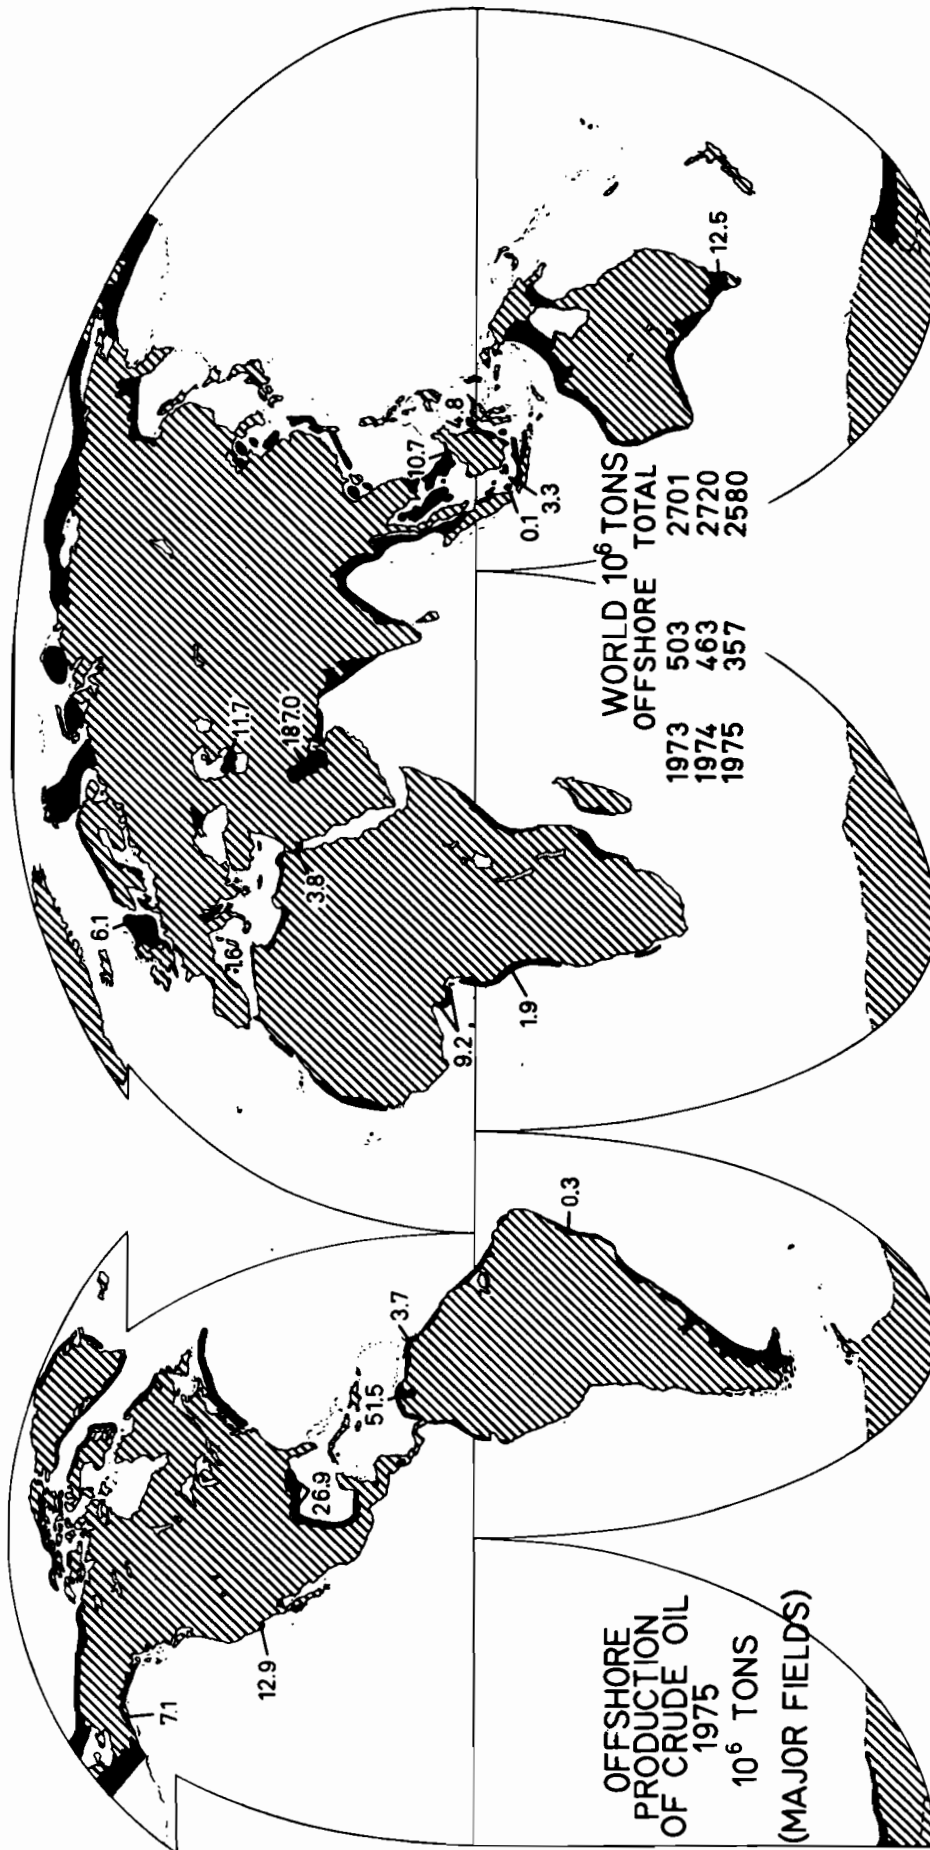 OFFSHORE
PRODUCTION
OF CRUDE OIL
1975
10⁶ TONS
(MAJOR FIELDS)
WORLD 10⁶ TONS
OFFSHORE TOTAL
1973 503 2701
1974 463 2720
1975 357 2580
7.1
12.9
26.9
51.5
3.7
0.3
6.1
.16
3.8
9.2
1.9
11.7
187.0
10.7
4.8
0.1
3.3
12.5